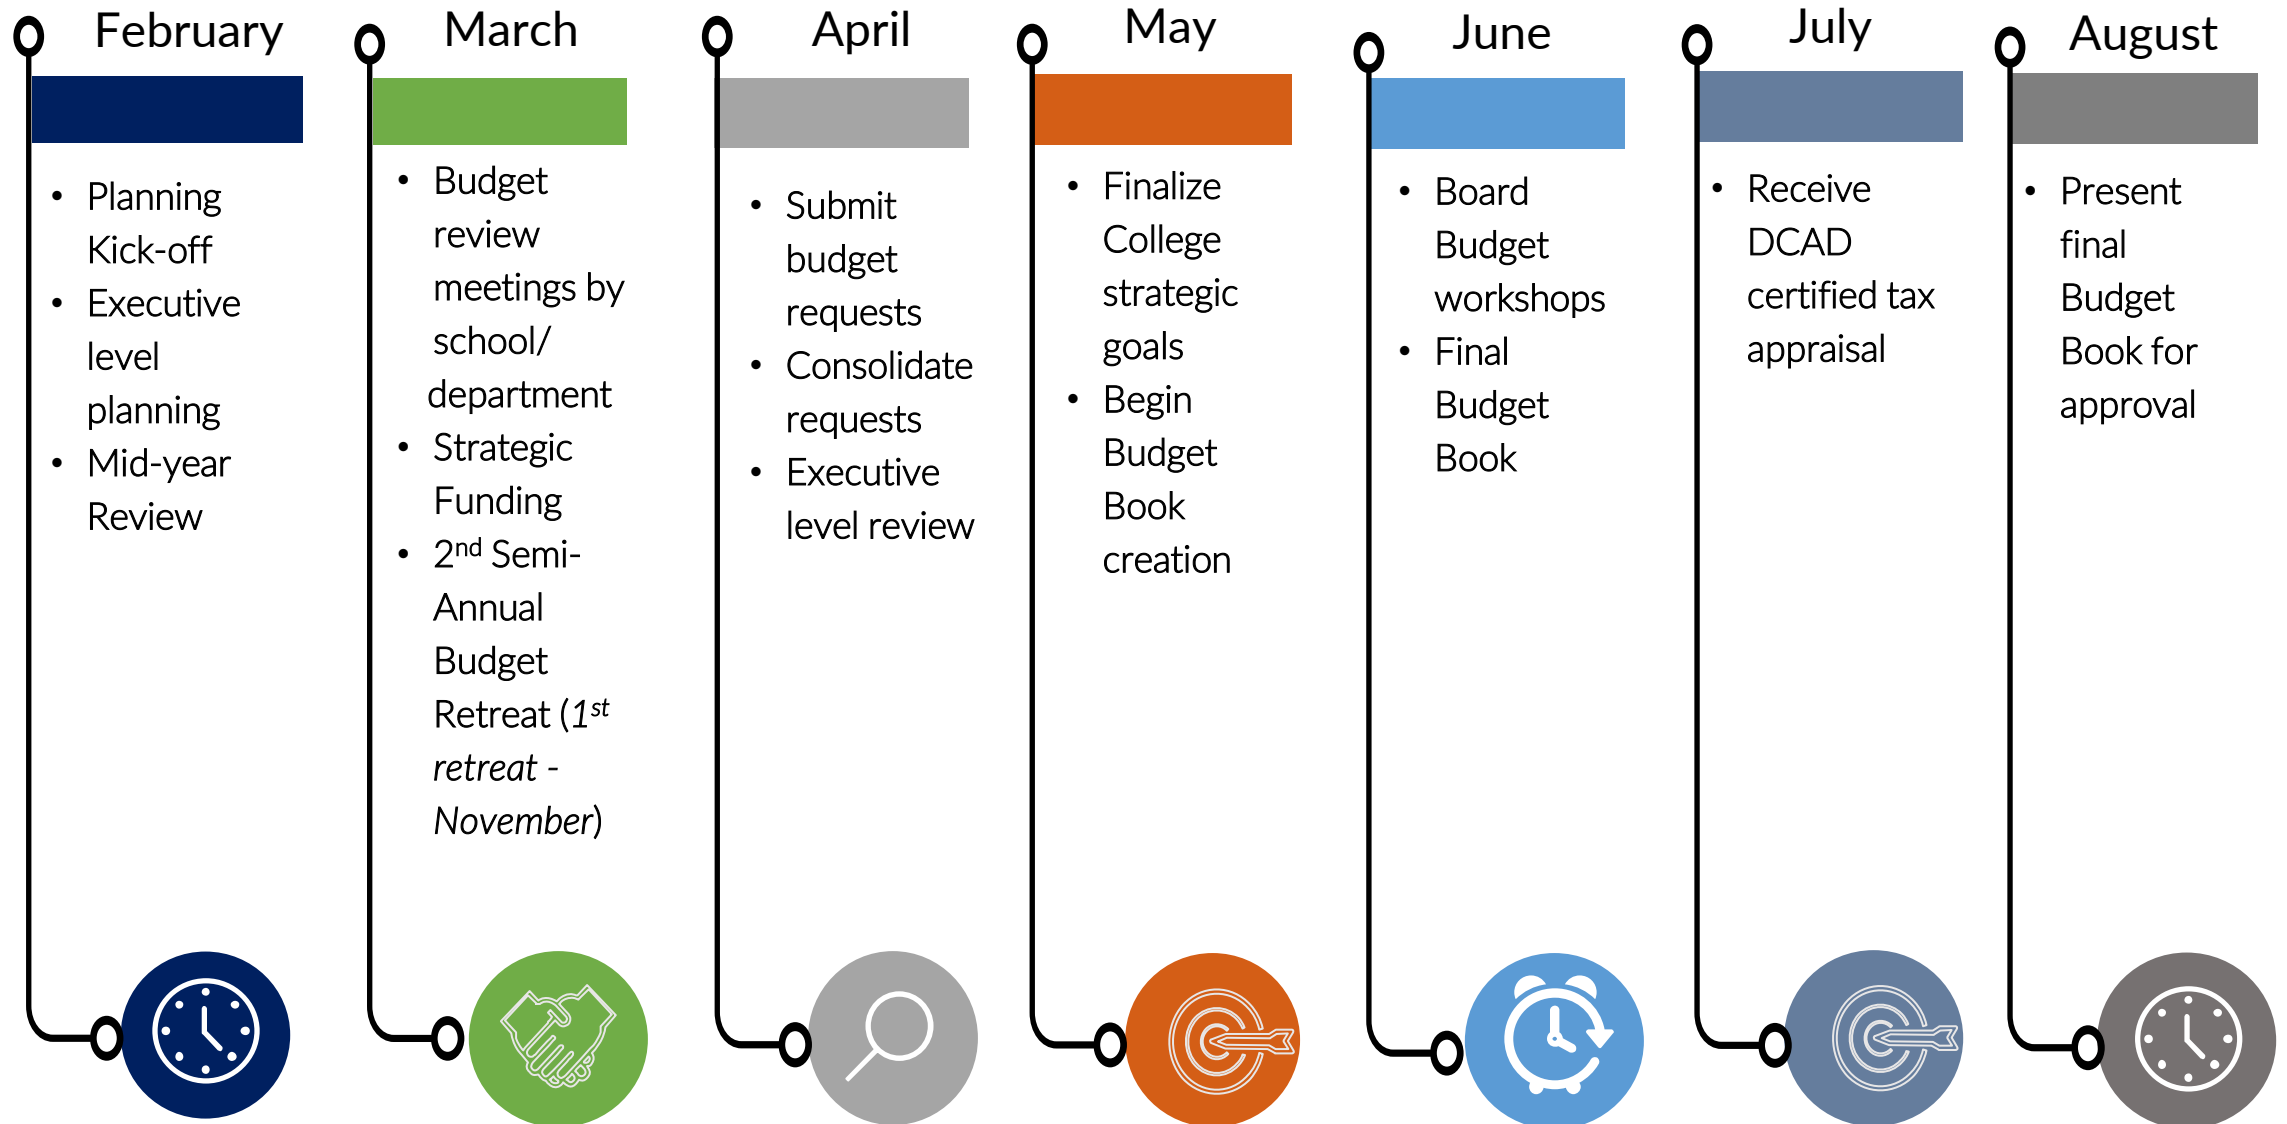 February
• Planning
Kick-off
• Executive
level
planning
• Mid-year
Review
March
• Budget
review
meetings by
school/
department
• Strategic
Funding
• 2nd Semi-
Annual
Budget
Retreat (1st
retreat -
November)
April
• Submit
budget
requests
• Consolidate
requests
• Executive
level review
May
• Finalize
College
strategic
goals
• Begin
Budget
Book
creation
June
• Board
Budget
workshops
• Final
Budget
Book
July
• Receive
DCAD
certified tax
appraisal
August
• Present
final
Budget
Book for
approval